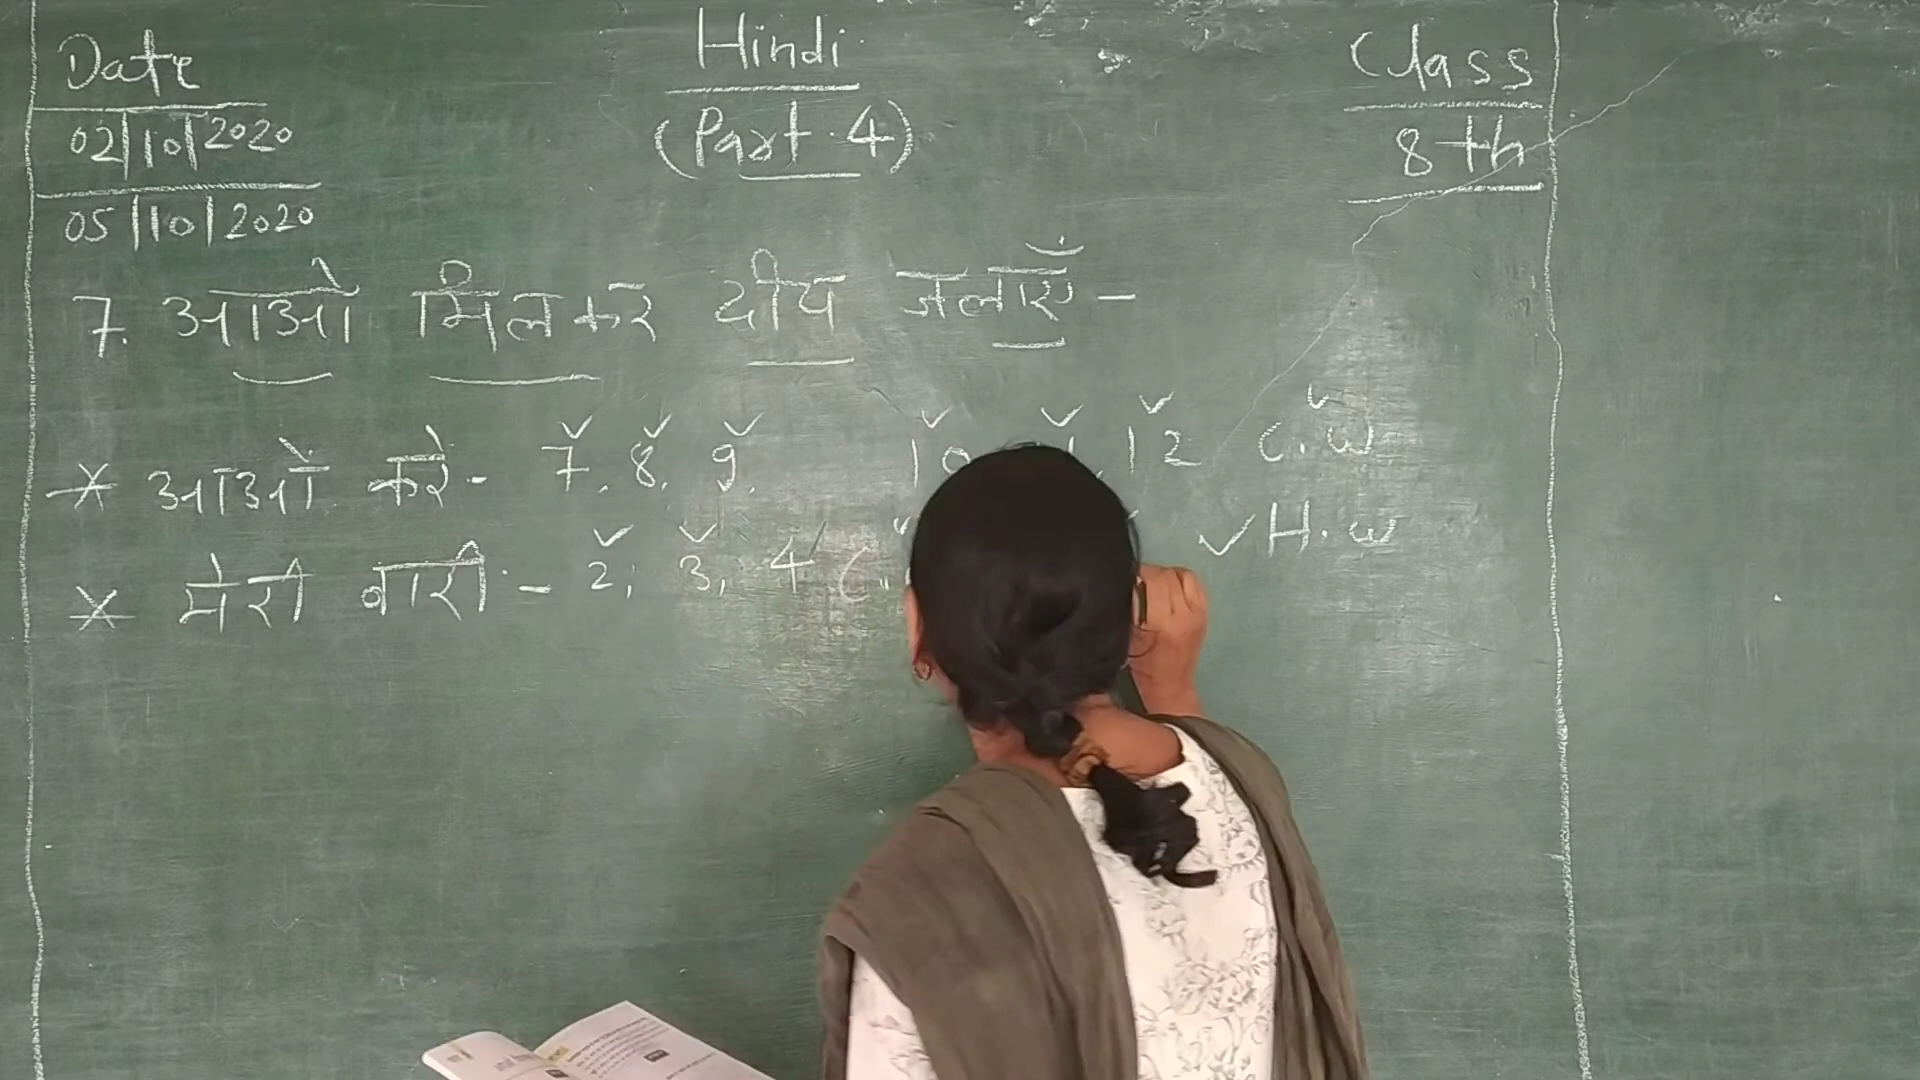 Date
02|10|2020
05|10|2020
Hindi
(Part.4)
Class
8th
7. आओ मिलकर दीप जलाएँ -
* आओ करे - 7, 8, 9, 10 12 C.W
* मेरी बारी :- 2, 3, 4 C. H.W